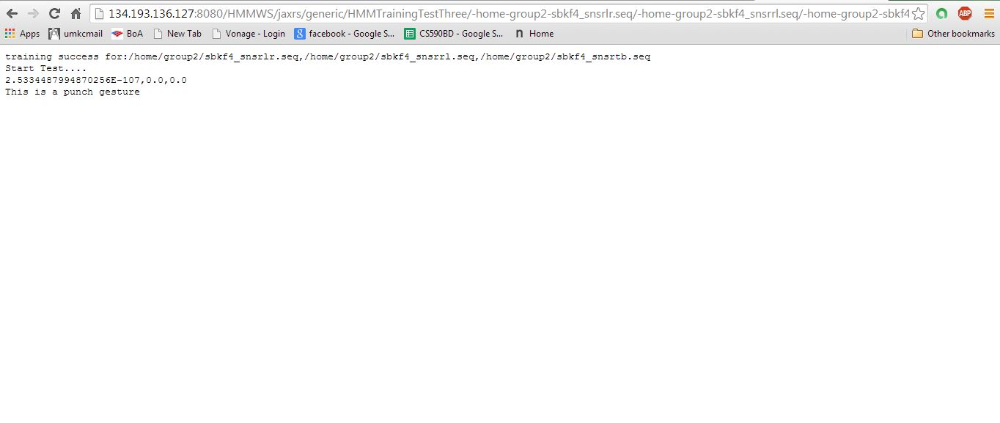 134.193.136.127:8080/HMMWS/jaxrs/generic/HMMTrainingTestThree/-home-group2-sbkf4_snsrlr.seq/-home-group2-sbkf4_snsrrl.seq/-home-group2-sbkf4
ABP
Apps umkcmail BoA New Tab Vonage - Login facebook - Google S... CS590BD - Google S... n Home Other bookmarks
training success for:/home/group2/sbkf4_snsrlr.seq,/home/group2/sbkf4_snsrrl.seq,/home/group2/sbkf4_snsrtb.seq
Start Test....
2.5334487994870256E-107,0.0,0.0
This is a punch gesture